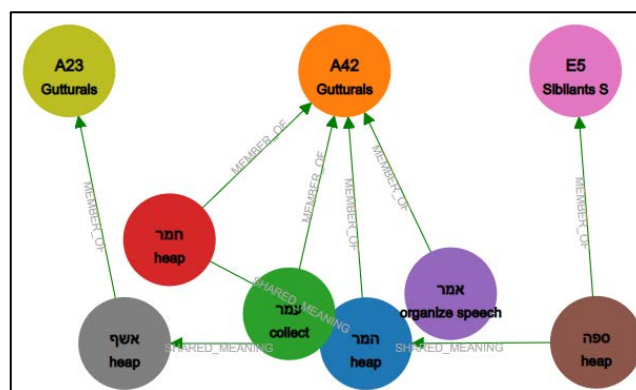 A23
Gutturals
A42
Gutturals
E5
Sibilants S
MEMBER_OF
MEMBER_OF
MEMBER_OF
MEMBER_OF
MEMBER_OF
MEMBER_OF
חמר
heap
SHARED_MEANING
עמר
collect
אמר
organize speech
אשף
heap
SHARED_MEANING
המר
heap
SHARED_MEANING
ספה
heap